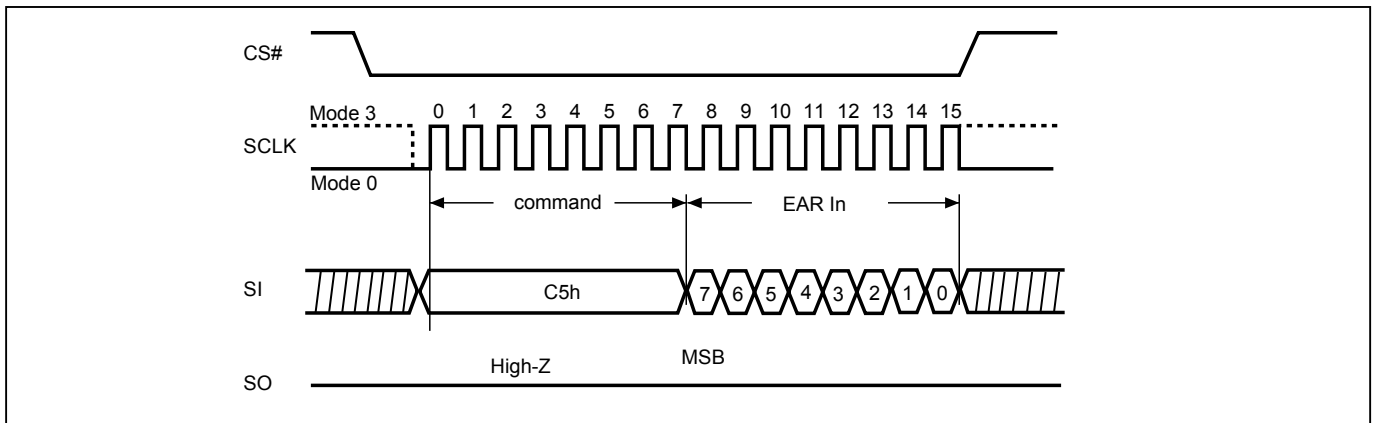 CS#
Mode 3
0 1 2 3 4 5 6 7 8 9 10 11 12 13 14 15
SCLK
Mode 0
command
EAR In
SI
C5h
7 6 5 4 3 2 1 0
High-Z
MSB
SO